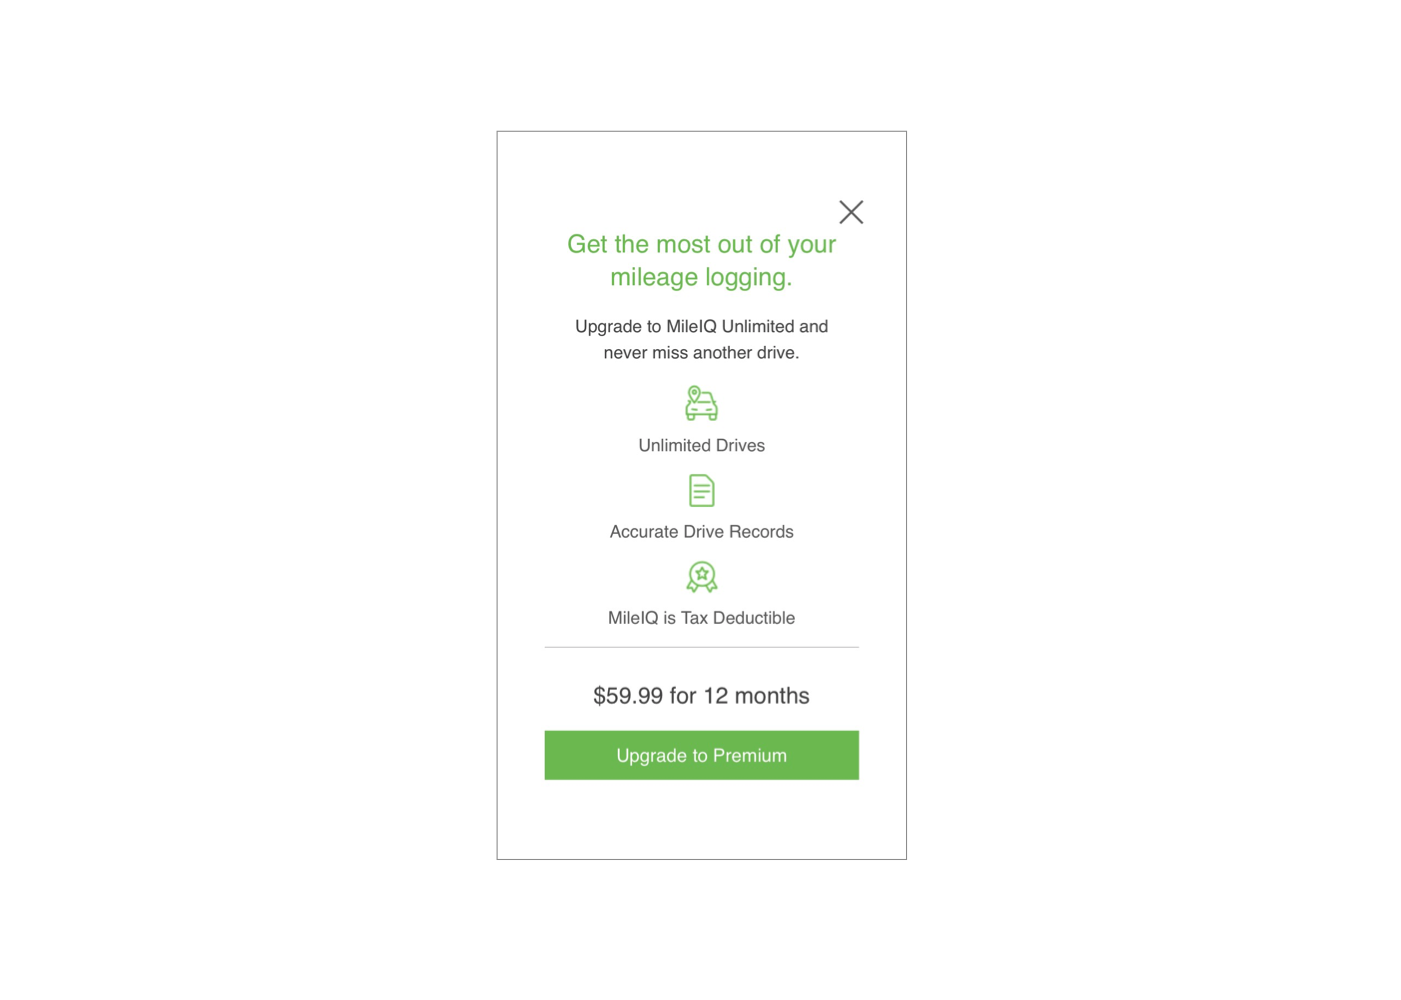 Get the most out of your
mileage logging.
Upgrade to MileIQ Unlimited and
never miss another drive.
Unlimited Drives
Accurate Drive Records
MileIQ is Tax Deductible
$59.99 for 12 months
Upgrade to Premium